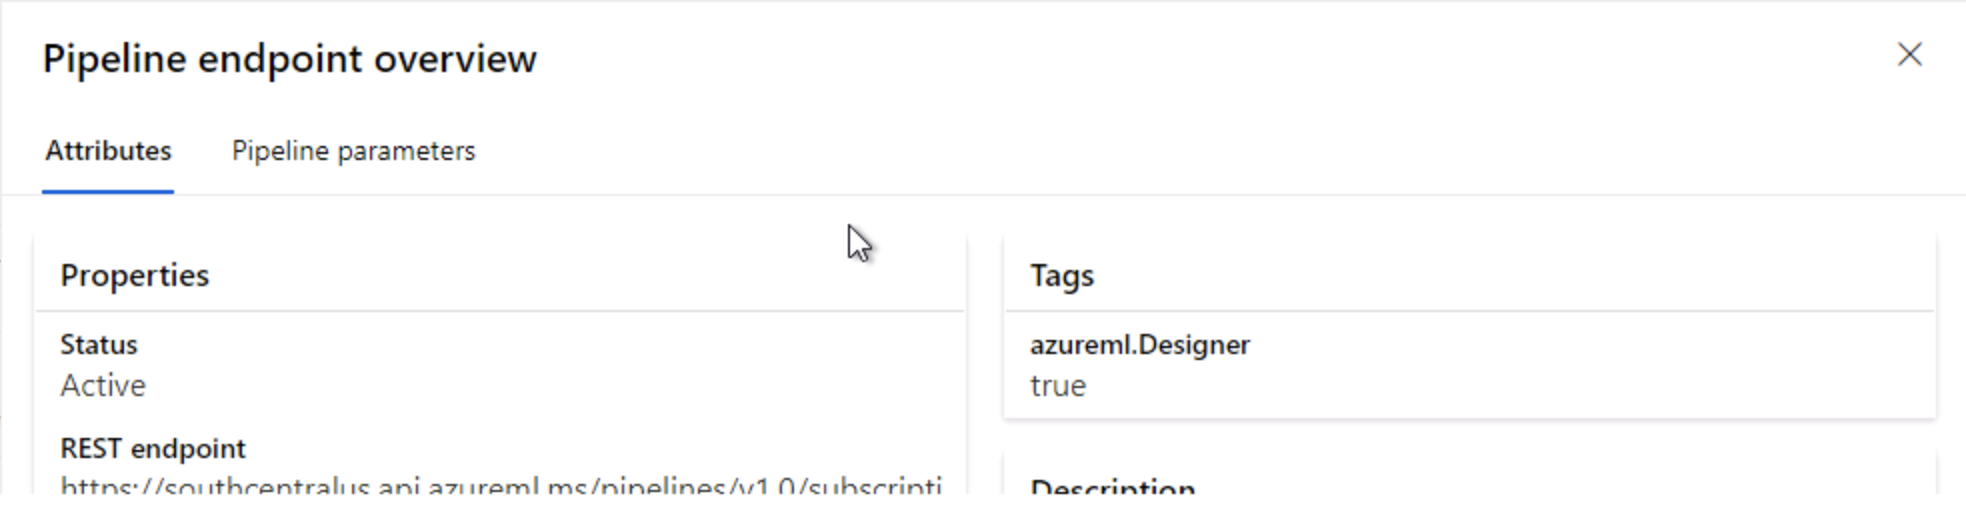 Pipeline endpoint overview
Attributes
Pipeline parameters
Properties
Status
Active
REST endpoint
https://southcentralus.api.azureml.ms/pipelines/v1.0/subscripti
Tags
azureml.Designer
true
Description